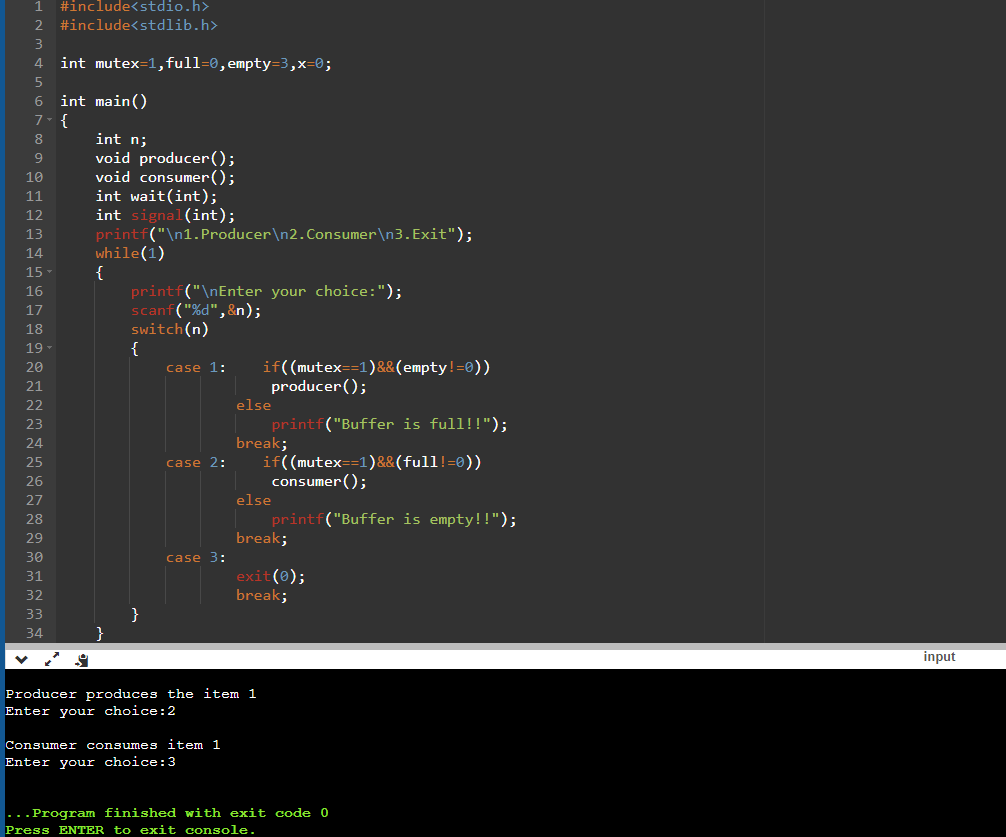 1 #include<stdio.h>
2 #include<stdlib.h>
3
4 int mutex=1,full=0,empty=3,x=0;
5
6 int main()
7 {
8     int n;
9     void producer();
10     void consumer();
11     int wait(int);
12     int signal(int);
13     printf("\n1.Producer\n2.Consumer\n3.Exit");
14     while(1)
15     {
16         printf("\nEnter your choice:");
17         scanf("%d",&n);
18         switch(n)
19         {
20             case 1:    if((mutex==1)&&(empty!=0))
21                         producer();
22                     else
23                         printf("Buffer is full!!");
24                     break;
25             case 2:    if((mutex==1)&&(full!=0))
26                         consumer();
27                     else
28                         printf("Buffer is empty!!");
29                     break;
30             case 3:
31                     exit(0);
32                     break;
33         }
34     }
input
Producer produces the item 1
Enter your choice:2
Consumer consumes item 1
Enter your choice:3
...Program finished with exit code 0
Press ENTER to exit console.